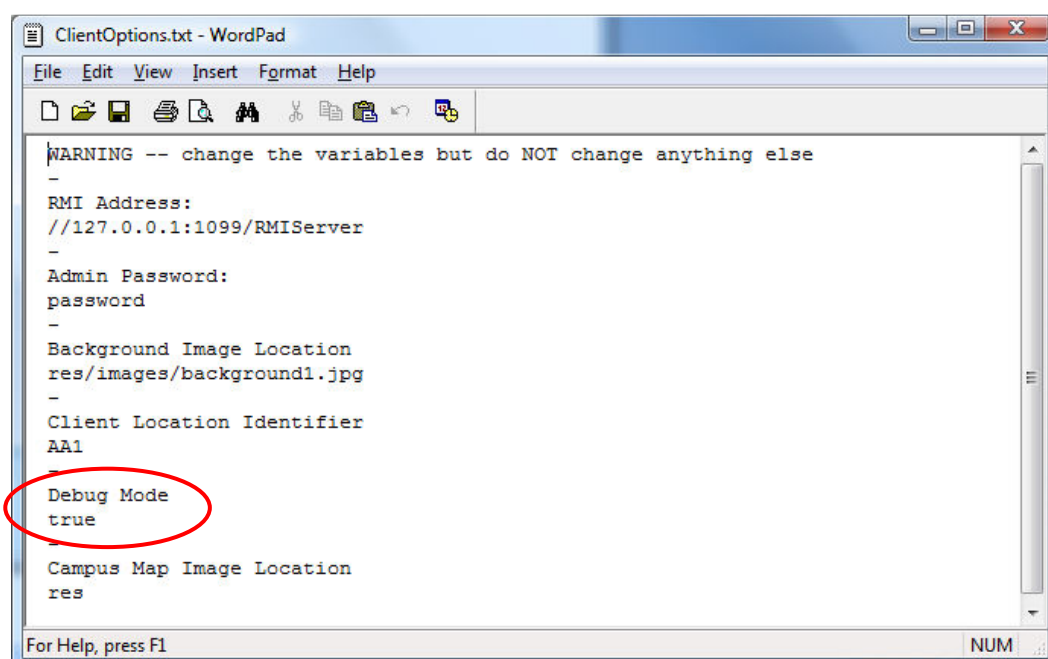 ClientOptions.txt - WordPad
File Edit View Insert Format Help
WARNING -- change the variables but do NOT change anything else
-
RMI Address:
//127.0.0.1:1099/RMIServer
-
Admin Password:
password
-
Background Image Location
res/images/background1.jpg
-
Client Location Identifier
AA1
-
Debug Mode
true
-
Campus Map Image Location
res
For Help, press F1 NUM